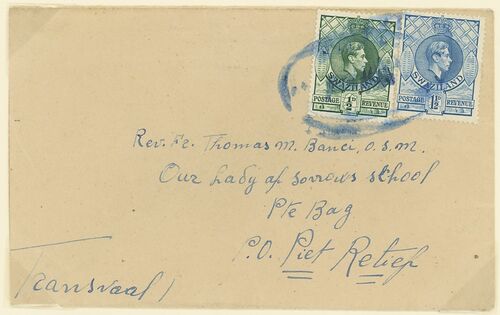 SWAZILAND
POSTAGE ½D REVENUE
SWAZILAND
POSTAGE 1½D REVENUE
Rev. Fr. Thomas M. Banci, O.S.M.
Our Lady of Sorrows School
Pte Bag
P.O. Piet Retief
Transvaal